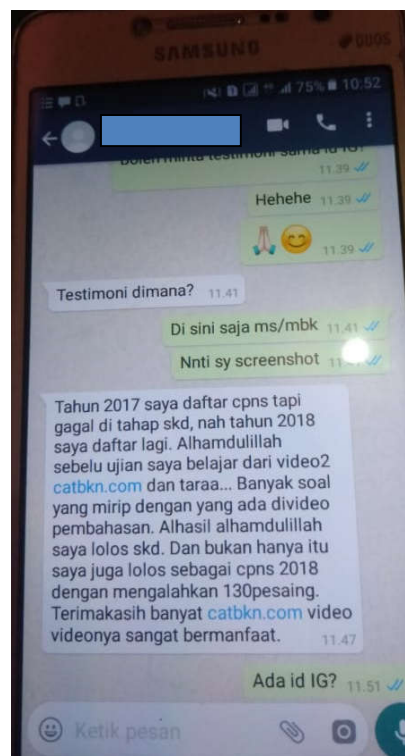 SAMSUNG
DUOS
75% 10:52
boleh minta testimoni sama id IG?
11.39
Hehehe 11.39
11.39
Testimoni dimana? 11.41
Di sini saja ms/mbk 11.41
Nnti sy screenshot
Tahun 2017 saya daftar cpns tapi
gagal di tahap skd, nah tahun 2018
saya daftar lagi. Alhamdulillah
sebelu ujian saya belajar dari video2
catbkn.com dan taraa... Banyak soal
yang mirip dengan yang ada divideo
pembahasan. Alhasil alhamdulillah
saya lolos skd. Dan bukan hanya itu
saya juga lolos sebagai cpns 2018
dengan mengalahkan 130pesaing.
Terimakasih banyat catbkn.com video
videonya sangat bermanfaat. 11.47
Ada id IG? 11.51
Ketik pesan